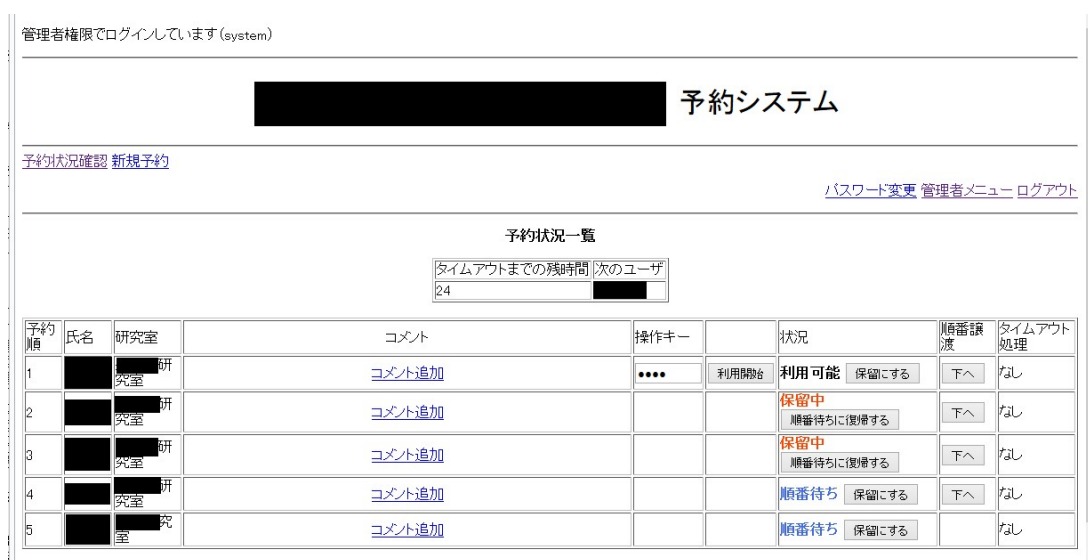 管理者権限でログインしています(system)
予約システム
予約状況確認 新規予約
パスワード変更 管理者メニュー ログアウト
予約状況一覧
タイムアウトまでの残時間 次のユーザ
24
予約順 氏名 研究室 コメント 操作キー 状況 順番譲渡 タイムアウト処理
1 研究室 コメント追加 •••• 利用開始 利用可能 保留にする 下へ なし
2 研究室 コメント追加 保留中 順番待ちに復帰する 下へ なし
3 研究室 コメント追加 保留中 順番待ちに復帰する 下へ なし
4 研究室 コメント追加 順番待ち 保留にする 下へ なし
5 究室 コメント追加 順番待ち 保留にする なし